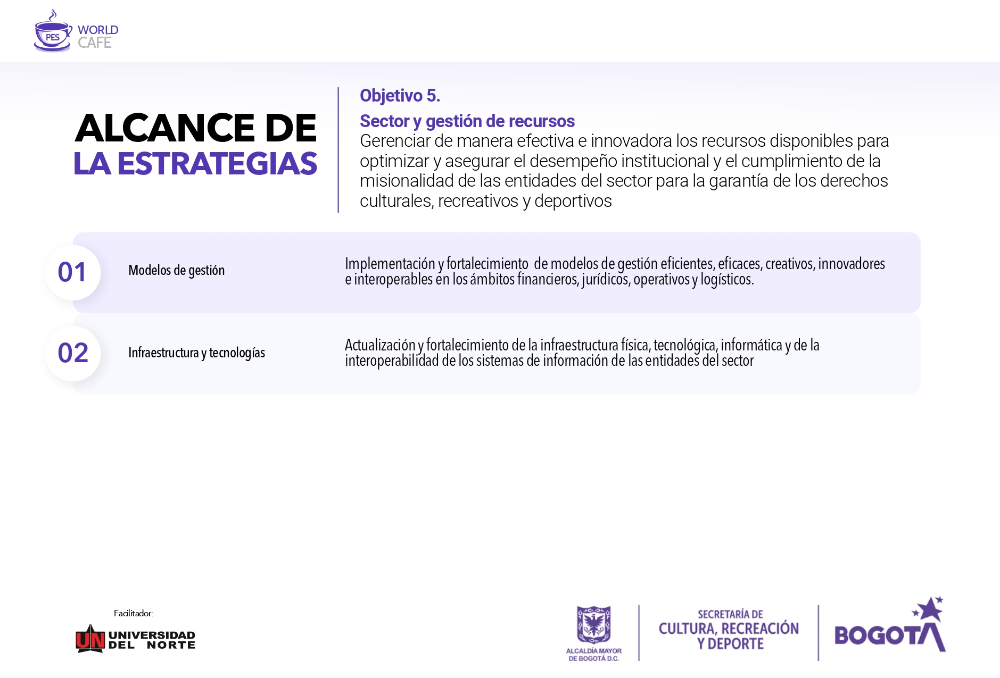 PES
WORLD
CAFÉ
ALCANCE DE
LA ESTRATEGIAS
Objetivo 5.
Sector y gestión de recursos
Gerenciar de manera efectiva e innovadora los recursos disponibles para
optimizar y asegurar el desempeño institucional y el cumplimiento de la
misionalidad de las entidades del sector para la garantía de los derechos
culturales, recreativos y deportivos
01
Modelos de gestión
Implementación y fortalecimiento  de modelos de gestión eficientes, eficaces, creativos, innovadores
e interoperables en los ámbitos financieros, jurídicos, operativos y logísticos.
02
Infraestructura y tecnologías
Actualización y fortalecimiento de la infraestructura física, tecnológica, informática y de la
interoperabilidad de los sistemas de información de las entidades del sector
Facilitador:
UN
UNIVERSIDAD
DEL NORTE
ALCALDÍA MAYOR
DE BOGOTÁ D.C.
SECRETARÍA DE
CULTURA, RECREACIÓN
Y DEPORTE
BOGOTÁ